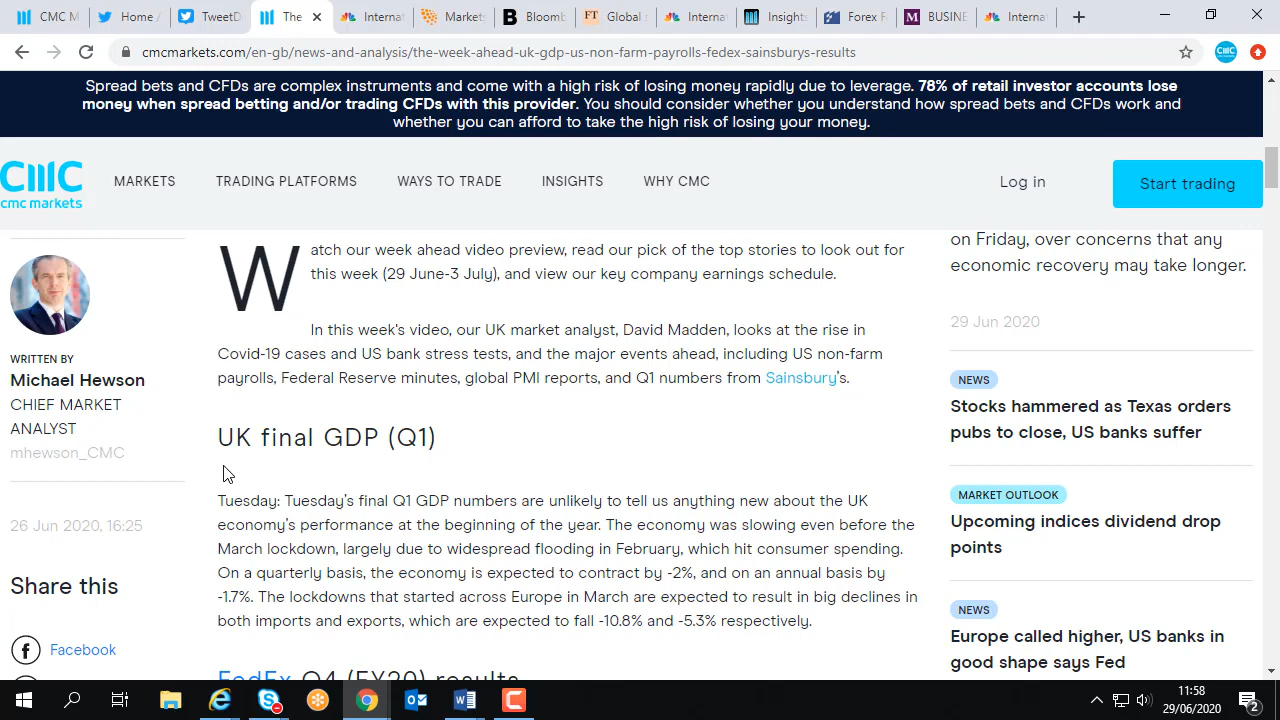 CMC M
Home /
TweetD
The
Internat
Markets
Bloomb
Global s
Interna
Insights
Forex F
BUSINE
Interna
cmcmarkets.com/en-gb/news-and-analysis/the-week-ahead-uk-gdp-us-non-farm-payrolls-fedex-sainsburys-results
Spread bets and CFDs are complex instruments and come with a high risk of losing money rapidly due to leverage. 78% of retail investor accounts lose
money when spread betting and/or trading CFDs with this provider. You should consider whether you understand how spread bets and CFDs work and
whether you can afford to take the high risk of losing your money.
cmc markets
MARKETS
TRADING PLATFORMS
WAYS TO TRADE
INSIGHTS
WHY CMC
Log in
Start trading
WRITTEN BY
Michael Hewson
CHIEF MARKET
ANALYST
mhewson_CMC
26 Jun 2020, 16:25
Share this
Facebook
Watch our week ahead video preview, read our pick of the top stories to look out for
this week (29 June-3 July), and view our key company earnings schedule.
In this week's video, our UK market analyst, David Madden, looks at the rise in
Covid-19 cases and US bank stress tests, and the major events ahead, including US non-farm
payrolls, Federal Reserve minutes, global PMI reports, and Q1 numbers from Sainsbury's.
UK final GDP (Q1)
Tuesday: Tuesday's final Q1 GDP numbers are unlikely to tell us anything new about the UK
economy's performance at the beginning of the year. The economy was slowing even before the
March lockdown, largely due to widespread flooding in February, which hit consumer spending.
On a quarterly basis, the economy is expected to contract by -2%, and on an annual basis by
-1.7%. The lockdowns that started across Europe in March are expected to result in big declines in
both imports and exports, which are expected to fall -10.8% and -5.3% respectively.
FedEx Q4 (FY20) results
on Friday, over concerns that any
economic recovery may take longer.
29 Jun 2020
NEWS
Stocks hammered as Texas orders
pubs to close, US banks suffer
MARKET OUTLOOK
Upcoming indices dividend drop
points
NEWS
Europe called higher, US banks in
good shape says Fed
11:58
29/06/2020
2